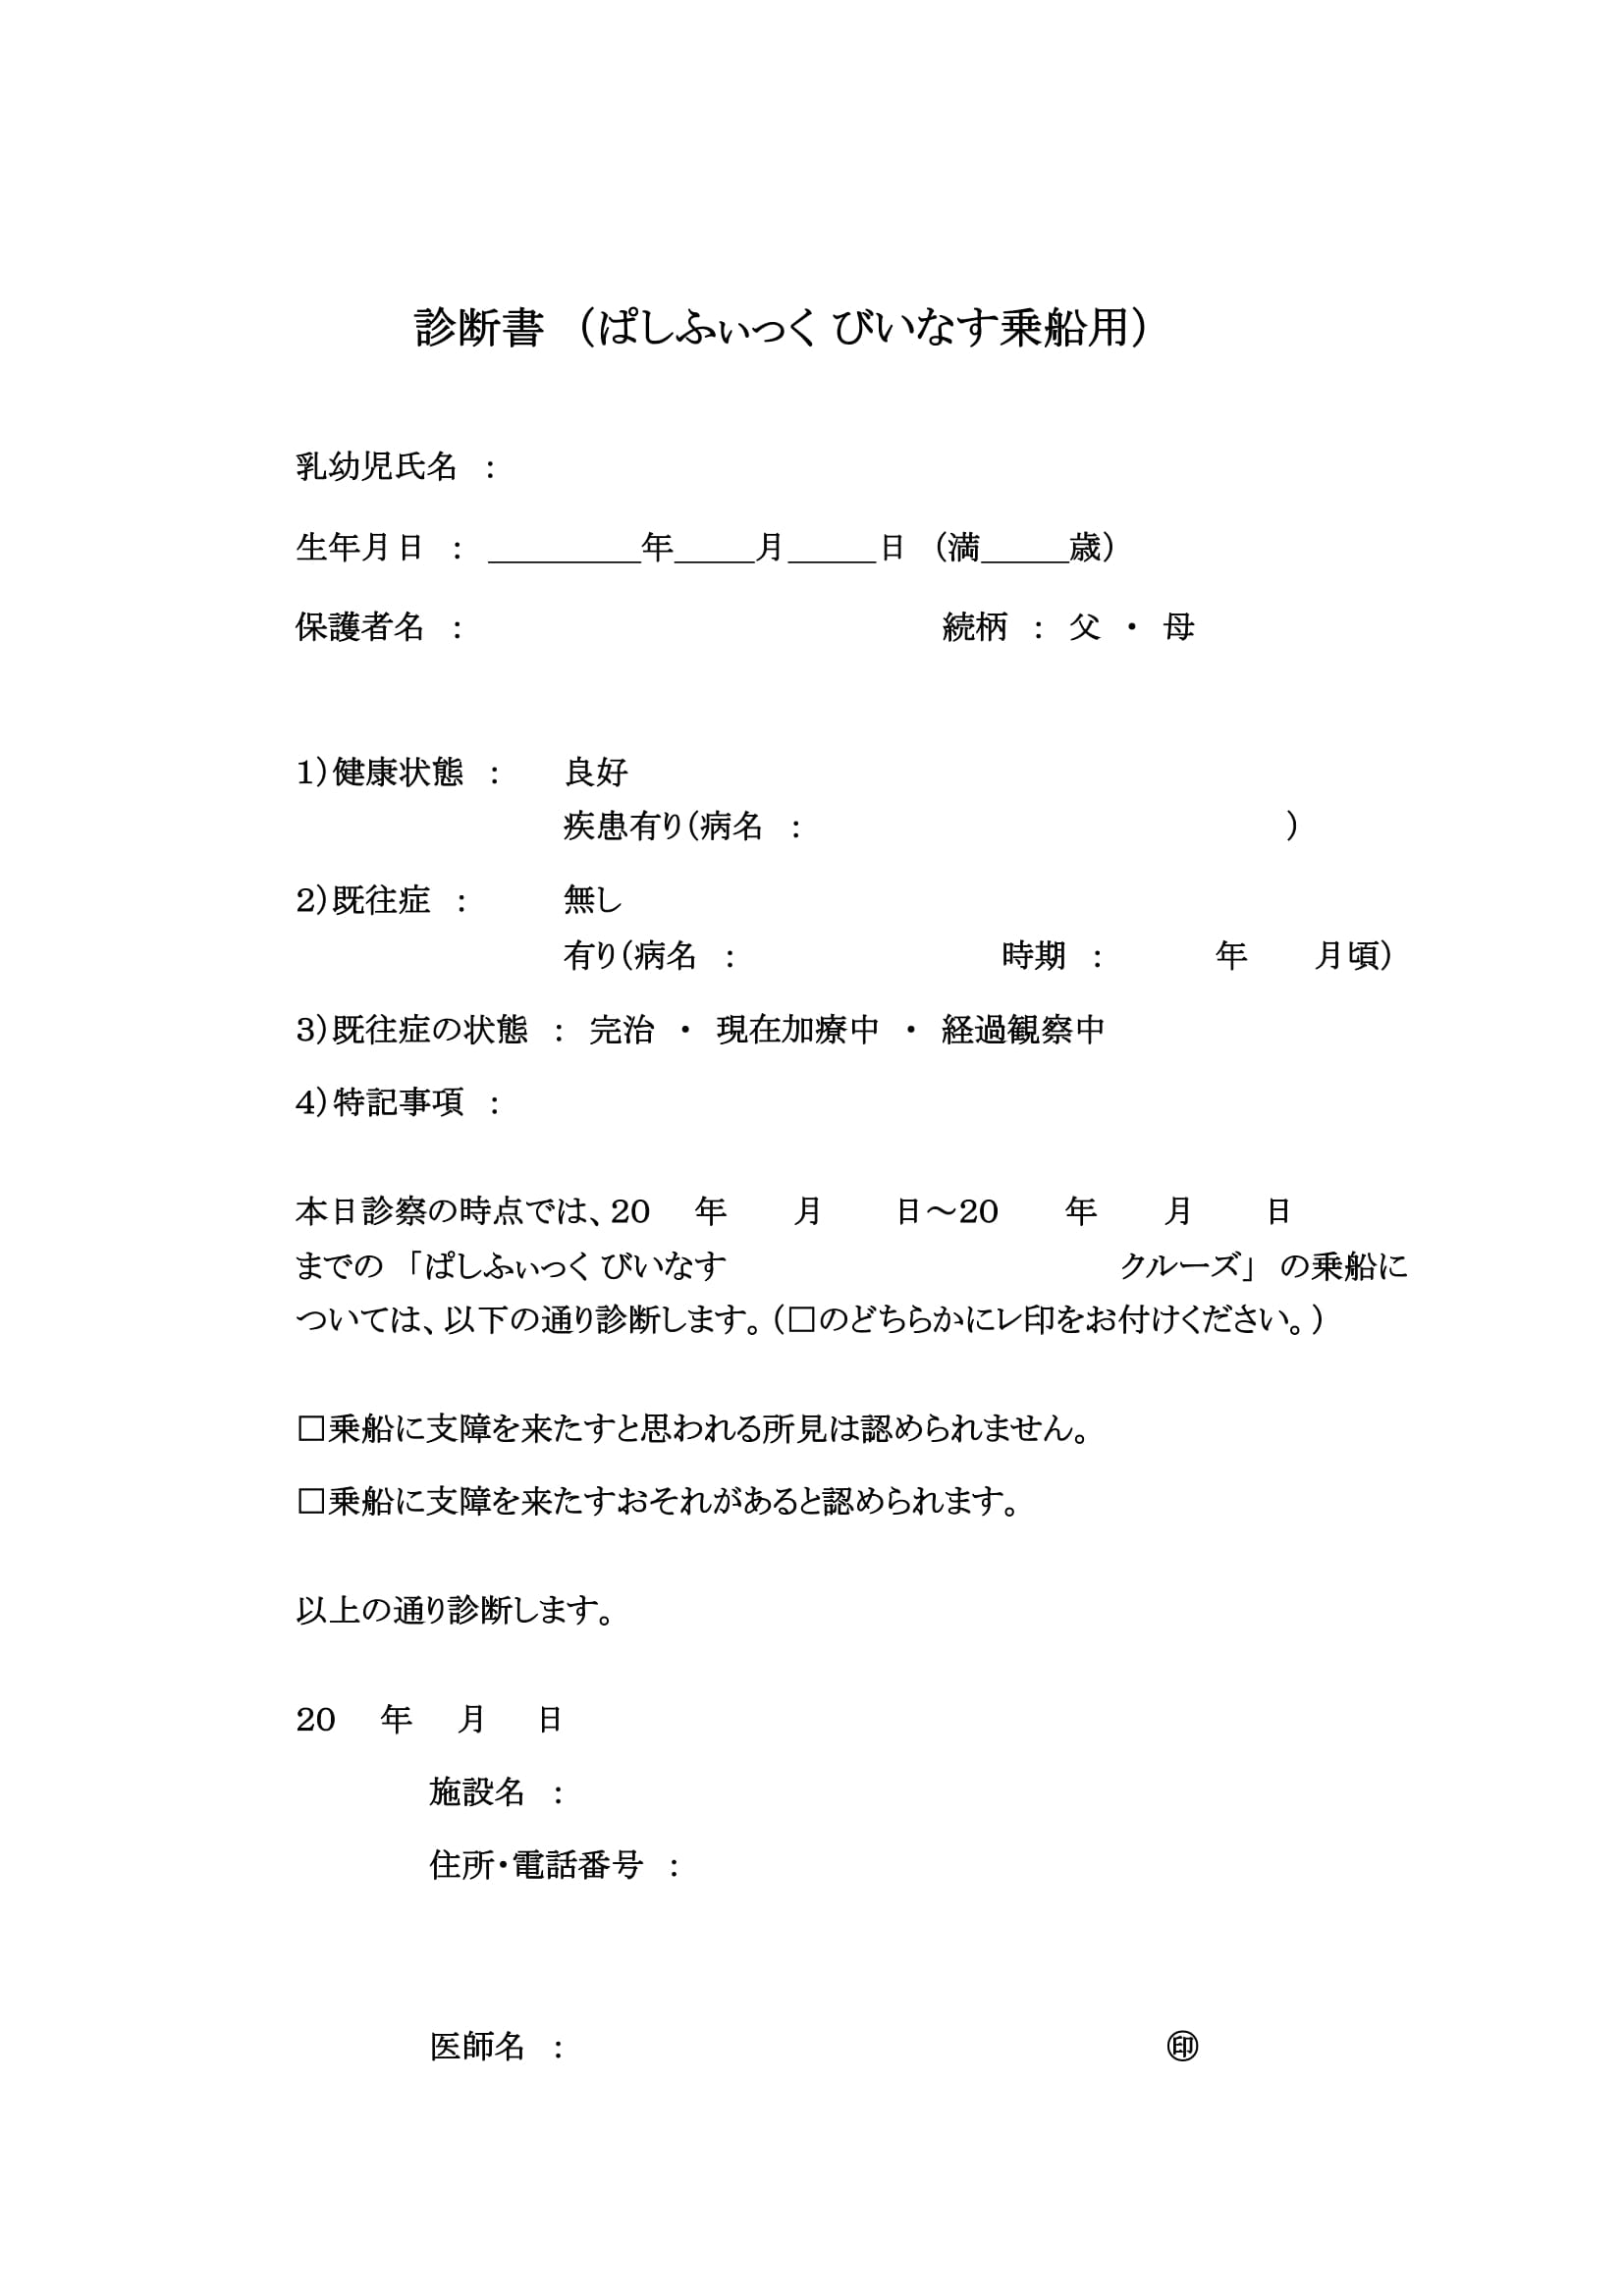 診断書 （ぱしふぃっく びいなす乗船用）
乳幼児氏名 ：
生年月日 ： ＿＿＿＿年＿＿月＿＿日 （満＿＿歳）
保護者名 ： 続柄 ： 父 ・ 母
1)健康状態 ： 良好
疾患有り(病名 ： )
2)既往症 ： 無し
有り(病名 ： 時期 ： 年 月頃)
3)既往症の状態 ： 完治 ・ 現在加療中 ・ 経過観察中
4)特記事項 ：
本日診察の時点では、20 年 月 日～20 年 月 日
までの 「ぱしふぃっく びいなす クルーズ」 の乗船に
ついては、以下の通り診断します。（□のどちらかにレ印をお付けください。）
□乗船に支障を来たすと思われる所見は認められません。
□乗船に支障を来たすおそれがあると認められます。
以上の通り診断します。
20 年 月 日
施設名 ：
住所・電話番号 ：
医師名 ： ㊞